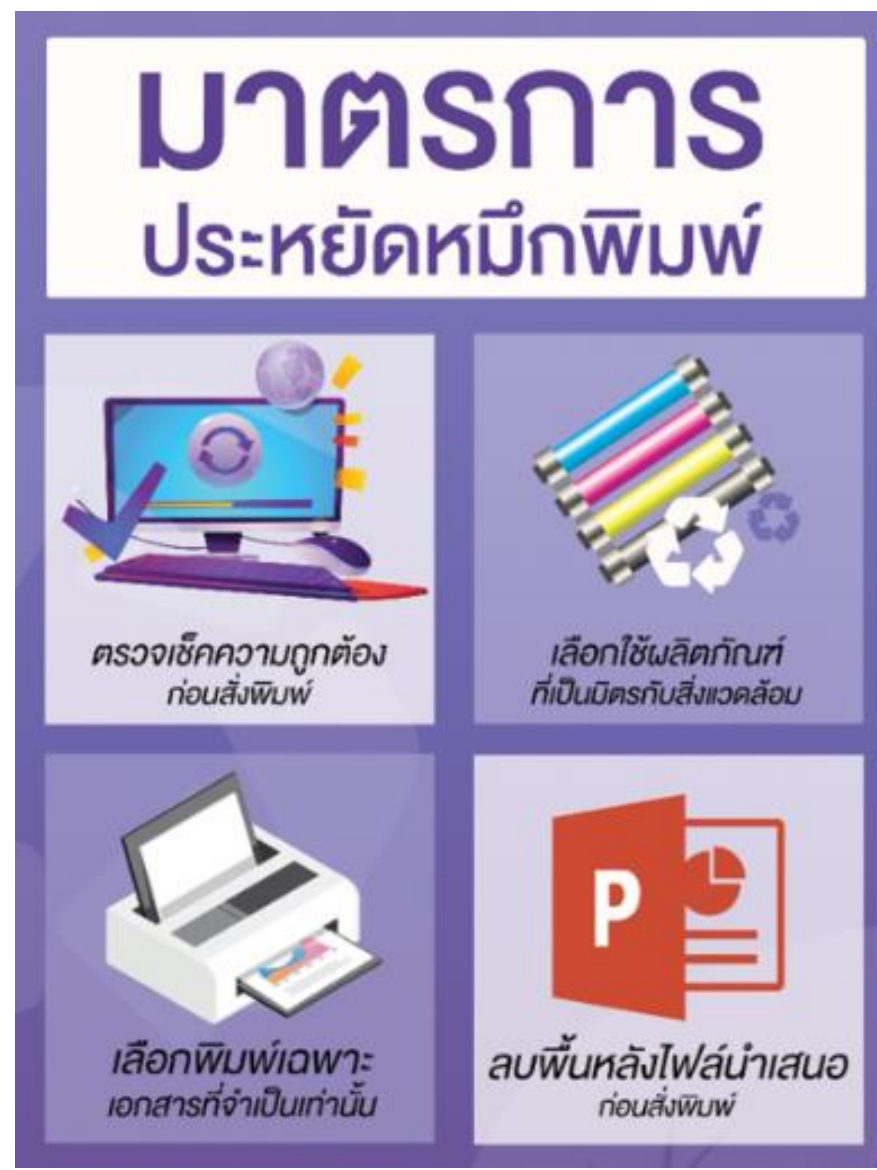 มาตรการ
ประหยัดหมึกพิมพ์
ตรวจเช็คความถูกต้อง
ก่อนสั่งพิมพ์
เลือกใช้ผลิตภัณฑ์
ที่เป็นมิตรกับสิ่งแวดล้อม
เลือกพิมพ์เฉพาะ
เอกสารที่จำเป็นเท่านั้น
P
ลบพื้นหลังไฟล์นำเสนอ
ก่อนสั่งพิมพ์